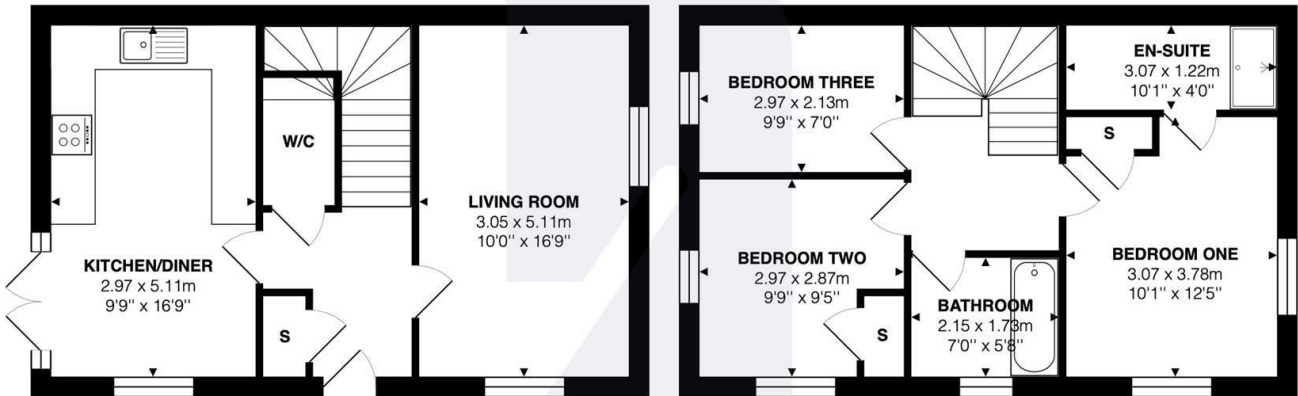 KITCHEN/DINER
2.97 x 5.11m
9'9" x 16'9"
W/C
S
LIVING ROOM
3.05 x 5.11m
10'0" x 16'9"
BEDROOM THREE
2.97 x 2.13m
9'9" x 7'0"
BEDROOM TWO
2.97 x 2.87m
9'9" x 9'5"
S
BATHROOM
2.15 x 1.73m
7'0" x 5'8"
EN-SUITE
3.07 x 1.22m
10'1" x 4'0"
S
BEDROOM ONE
3.07 x 3.78m
10'1" x 12'5"